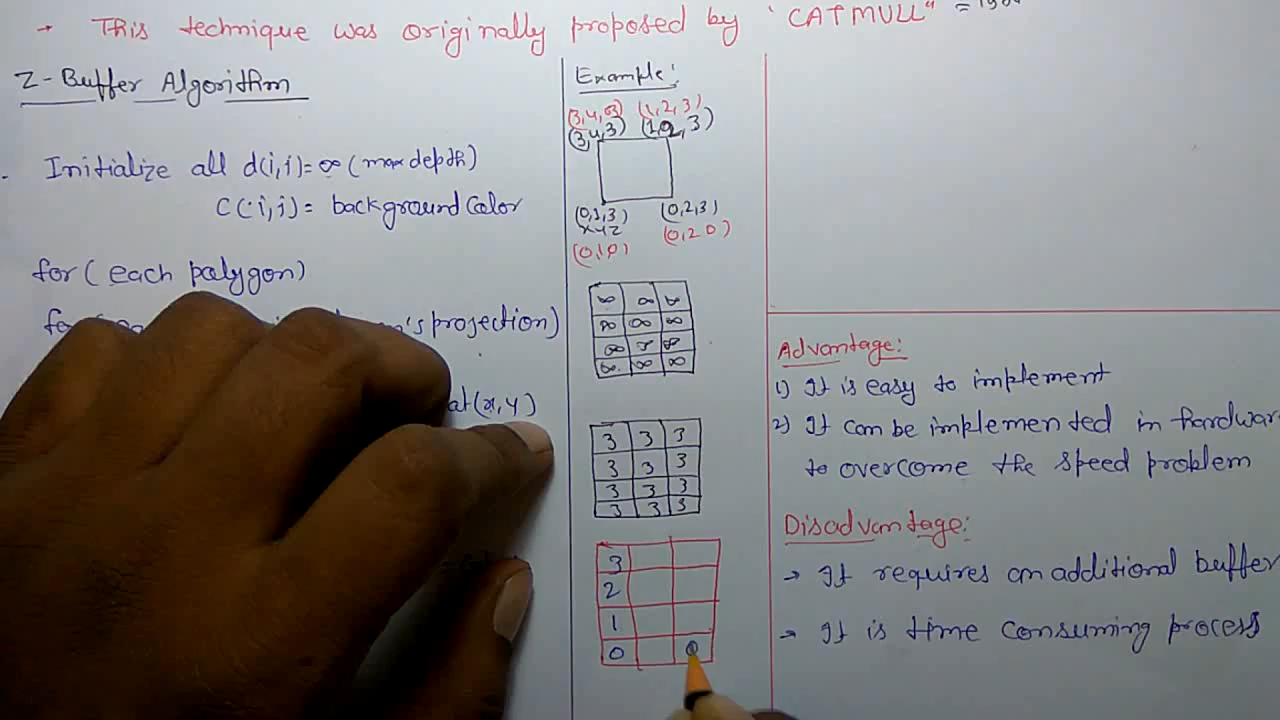 → This technique was originally proposed by "CATMULL" =
Z-Buffer Algorithm
Initialize all d(i,i)=∞ (max depth)
C(i,i)= background Color
for( each polygon)
's projection)
at(x,y)
Example:
(3,4,0) (1,2,3)
(3,4,3) (1,2,3)
(0,1,3) (0,2,3)
x y z
(0,1,0) (0,2 0)
∞ ∞ ∞
∞ ∞ ∞
∞ ∞ ∞
∞ ∞ ∞
3 3 3
3 3 3
3 3 3
3 3 3
3
2
1
0 0
Advantage:
1) It is easy to implement
2) It can be implemented in hardwar
to overcome the speed problem
Disadvantage:
→ It requires an additional buffer
→ It is time consuming process